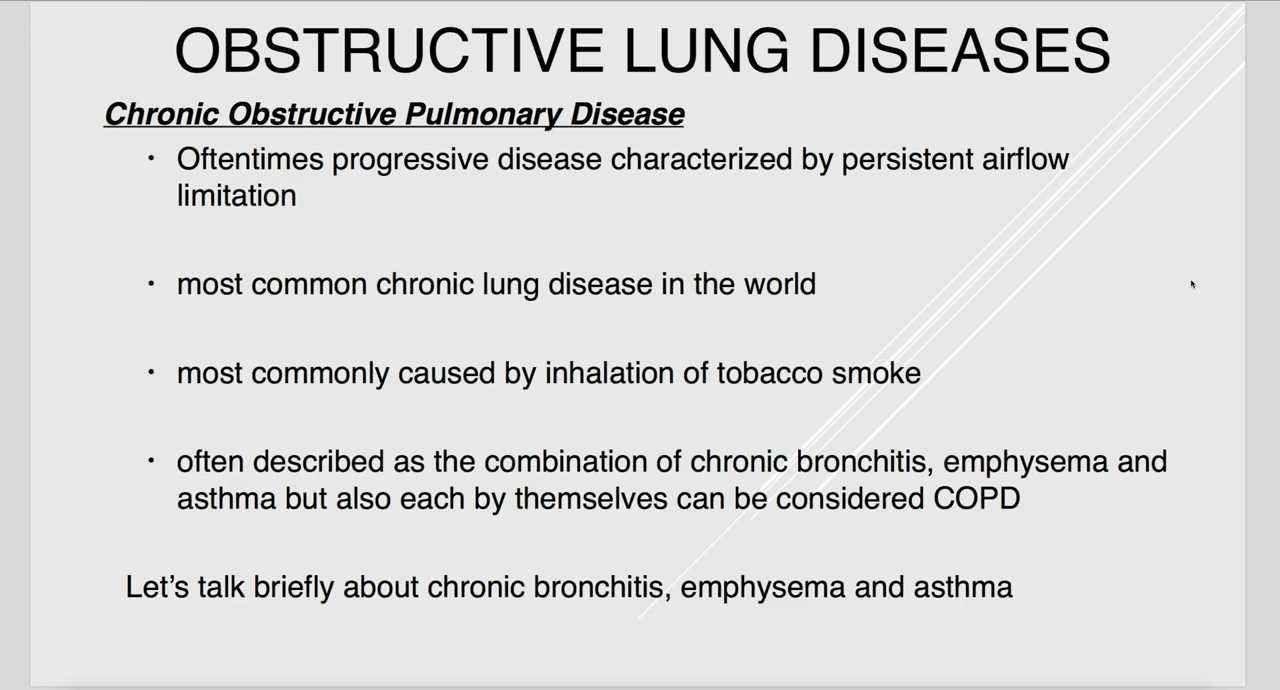 OBSTRUCTIVE LUNG DISEASES
Chronic Obstructive Pulmonary Disease
• Oftentimes progressive disease characterized by persistent airflow
limitation
• most common chronic lung disease in the world
• most commonly caused by inhalation of tobacco smoke
• often described as the combination of chronic bronchitis, emphysema and
asthma but also each by themselves can be considered COPD
Let’s talk briefly about chronic bronchitis, emphysema and asthma